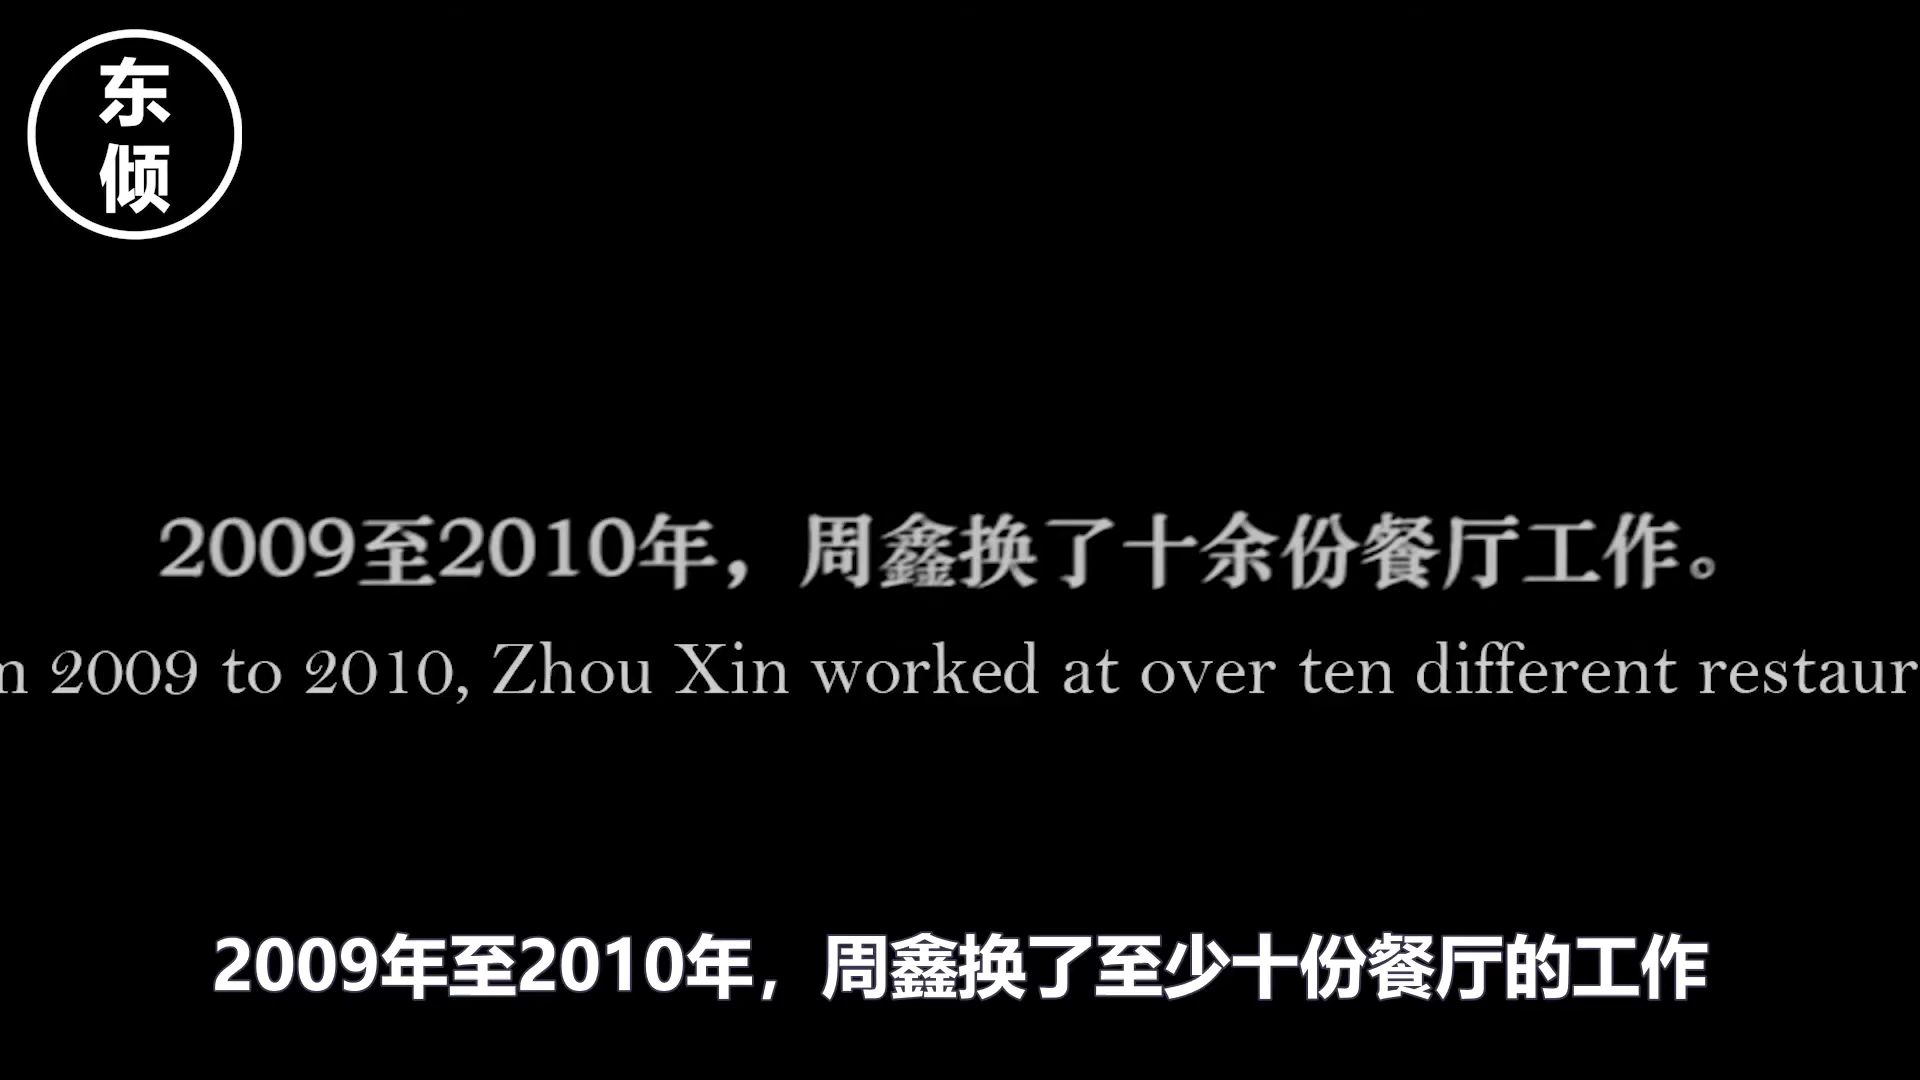 东
倾
2009至2010年，周鑫换了十余份餐厅工作。
2009 to 2010, Zhou Xin worked at over ten different
2009年至2010年，周鑫换了至少十份餐厅的工作